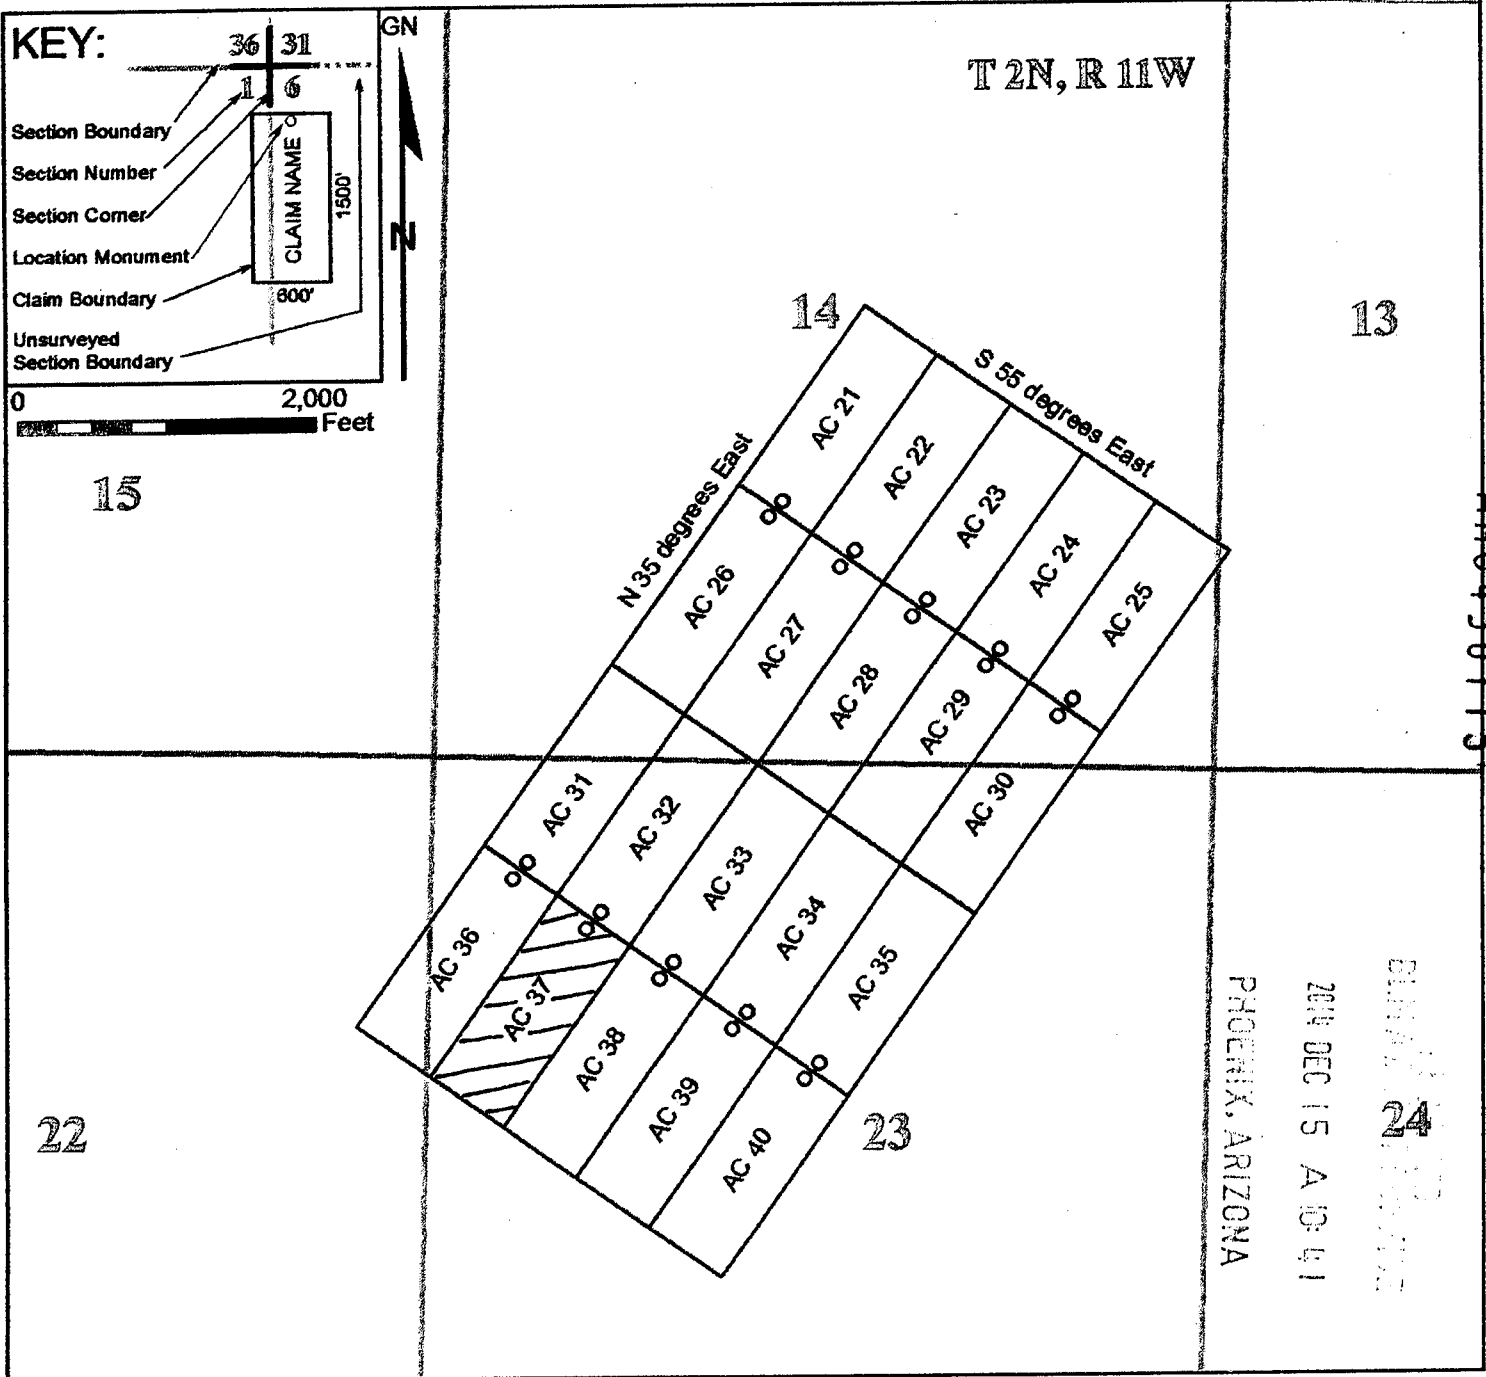 KEY:
36 31
1 6
Section Boundary
Section Number
Section Corner
Location Monument
Claim Boundary
Unsurveyed
Section Boundary
CLAIM NAME
1500'
600'
GN
N
0 2,000
Feet
T 2N, R 11W
14
13
15
S 55 degrees East
N 35 degrees East
AC 21
AC 22
AC 23
AC 24
AC 25
AC 26
AC 27
AC 28
AC 29
AC 30
AC 31
AC 32
AC 33
AC 34
AC 35
AC 36
AC 37
AC 38
AC 39
AC 40
22
23
24
DEC 15 A 10:41
PHOENIX, ARIZONA